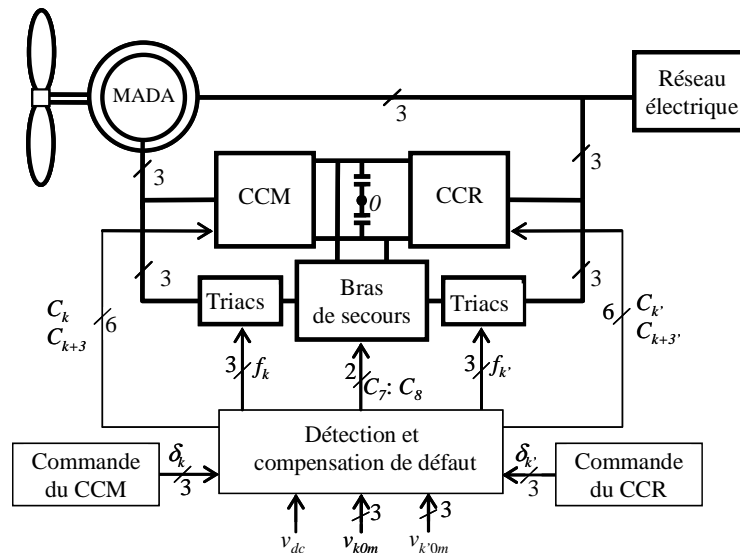 MADA
3
Réseau
électrique
3
3
CCM
0
CCR
3
3
Triacs
Bras
de secours
Triacs
C_k
C_{k+3}
6
6
C_{k'}
C_{k+3'}
3
f_k
2
C_7: C_8
3
f_{k'}
Détection et
compensation de défaut
Commande
du CCM
δ_k
3
δ_{k'}
3
Commande
du CCR
3
3
v_{dc}
v_{k0m}
v_{k'0m}